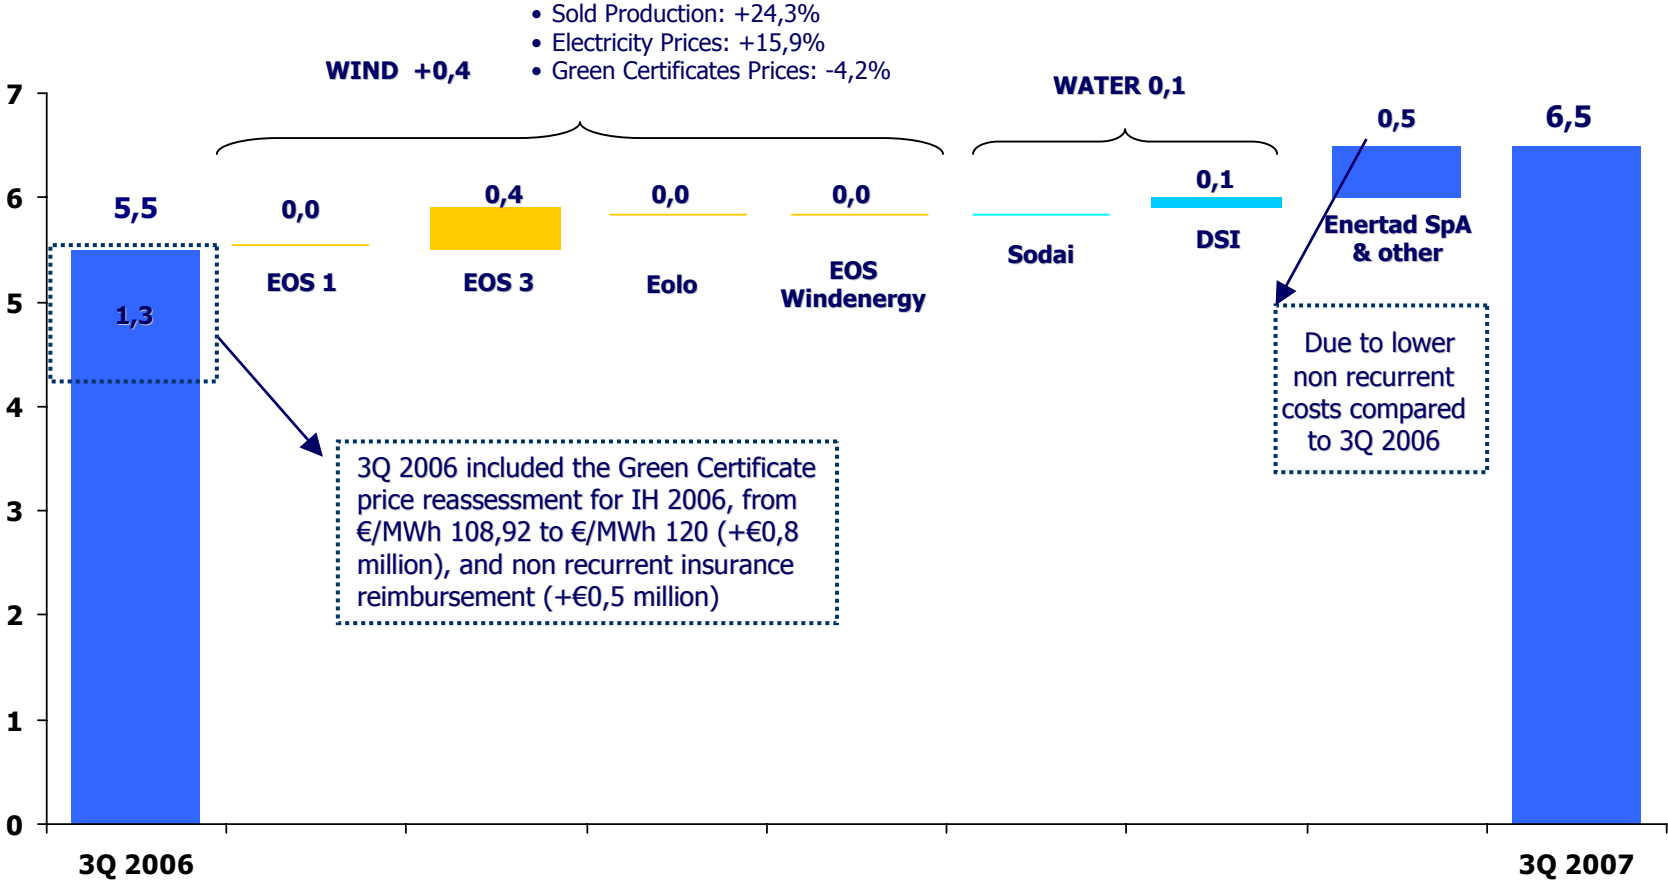 • Sold Production: +24,3%
• Electricity Prices: +15,9%
• Green Certificates Prices: -4,2%
WIND +0,4
WATER 0,1
7
6
5
4
3
2
1
0
5,5
1,3
0,0
EOS 1
0,4
EOS 3
0,0
Eolo
0,0
EOS
Windenergy
Sodai
0,1
DSI
0,5
Enertad SpA
& other
6,5
3Q 2006 included the Green Certificate
price reassessment for IH 2006, from
€/MWh 108,92 to €/MWh 120 (+€0,8
million), and non recurrent insurance
reimbursement (+€0,5 million)
Due to lower
non recurrent
costs compared
to 3Q 2006
3Q 2006
3Q 2007